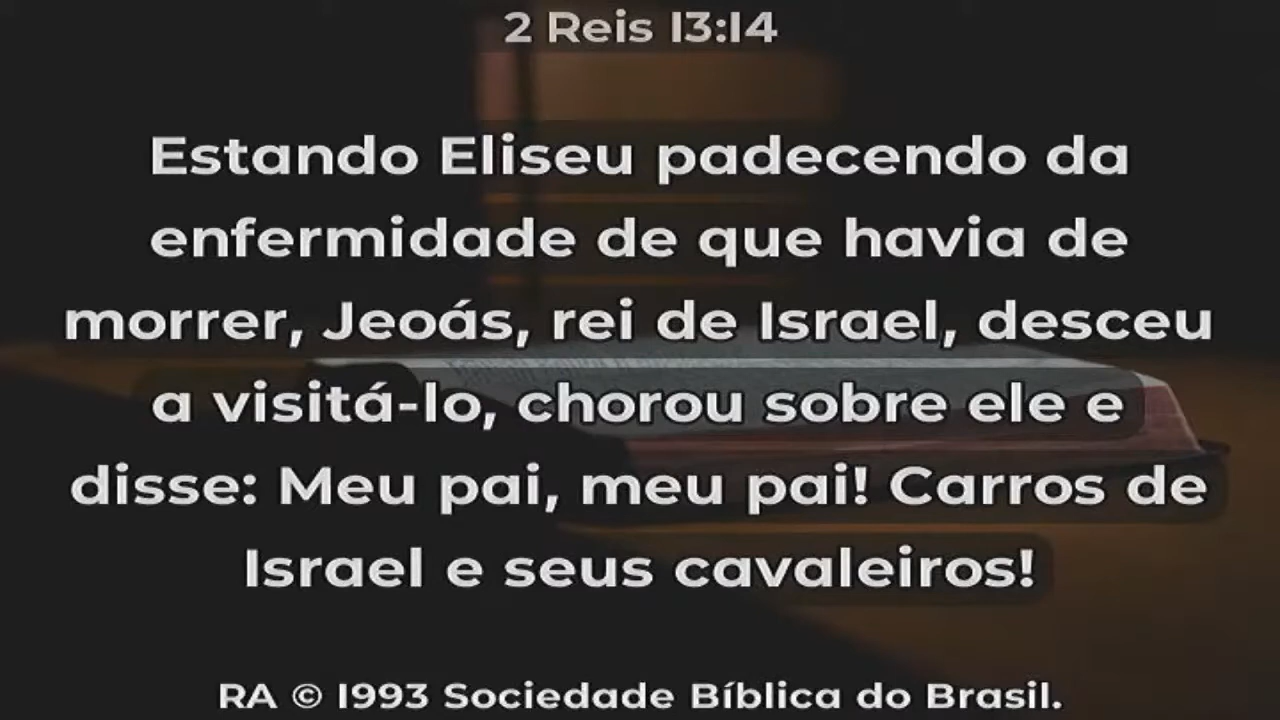 2 Reis 13:14
Estando Eliseu padecendo da
enfermidade de que havia de
morrer, Jeoás, rei de Israel, desceu
a visitá-lo, chorou sobre ele e
disse: Meu pai, meu pai! Carros de
Israel e seus cavaleiros!
RA © 1993 Sociedade Bíblica do Brasil.